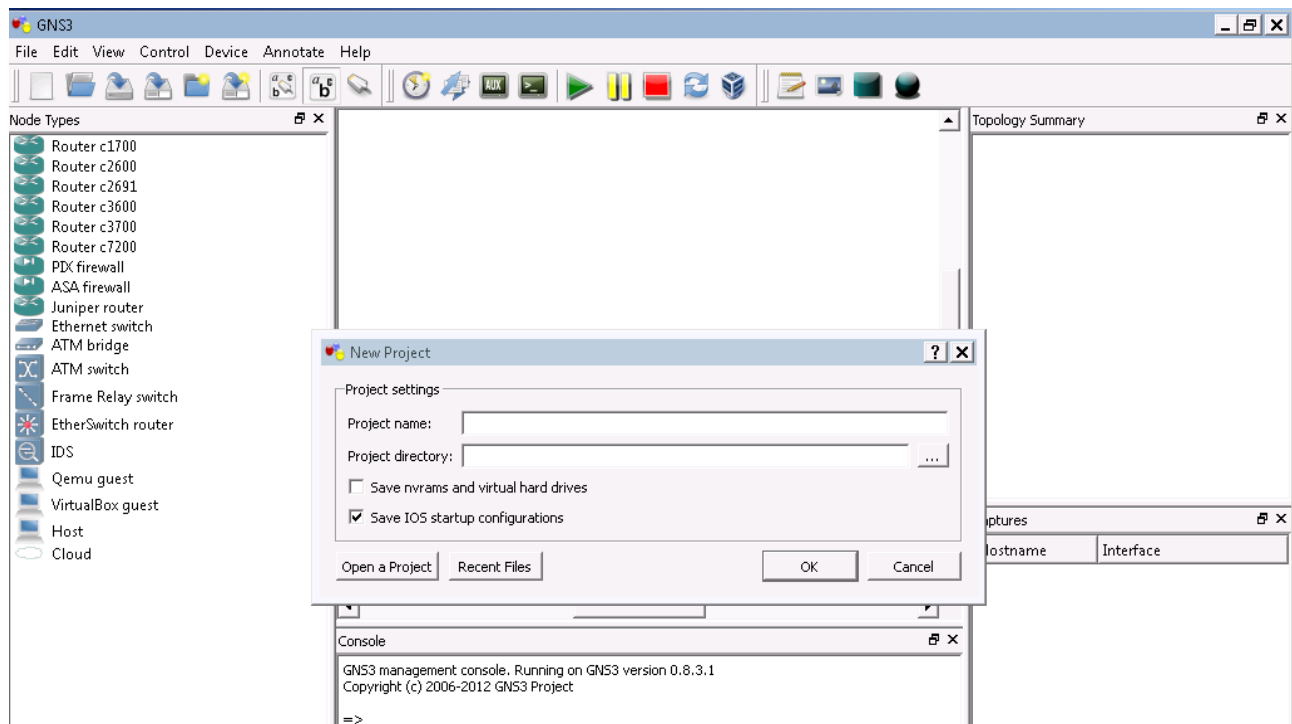 GNS3
File Edit View Control Device Annotate Help
AUX
Node Types
Router c1700
Router c2600
Router c2691
Router c3600
Router c3700
Router c7200
PIX firewall
ASA firewall
Juniper router
Ethernet switch
ATM bridge
ATM switch
Frame Relay switch
EtherSwitch router
IDS
Qemu guest
VirtualBox guest
Host
Cloud
Topology Summary
New Project
Project settings
Project name:
Project directory:
...
Save nvrams and virtual hard drives
Save IOS startup configurations
Open a Project Recent Files OK Cancel
aptures
Hostname Interface
Console
GNS3 management console. Running on GNS3 version 0.8.3.1
Copyright (c) 2006-2012 GNS3 Project
=>